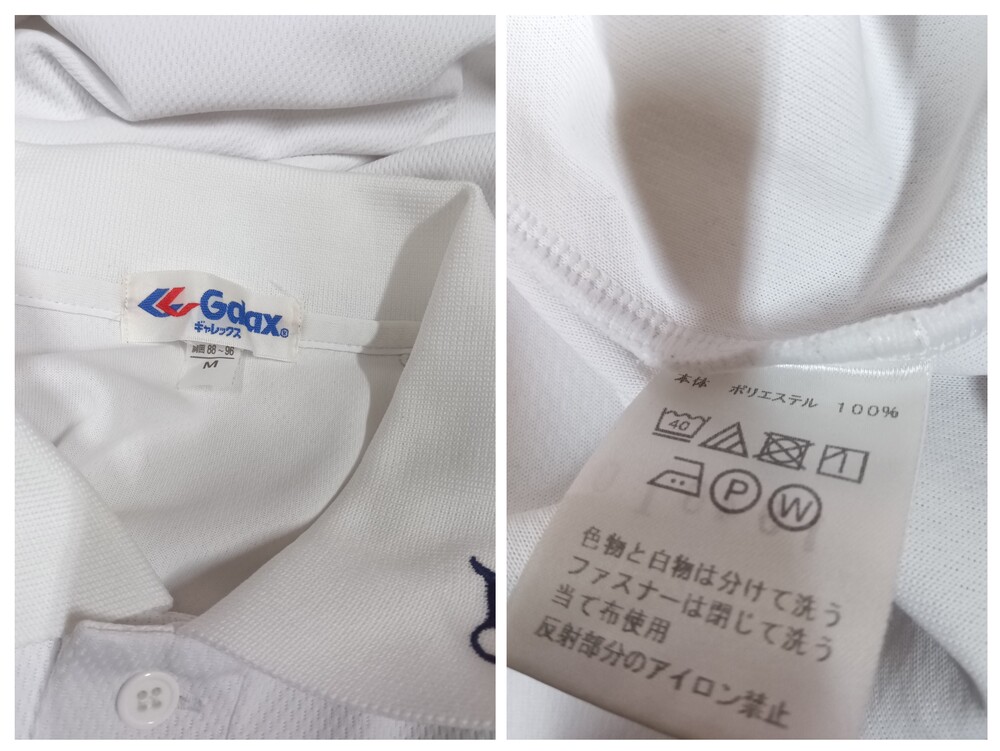 Galax®
ギャレックス
胸囲 88~96
M
本体 ポリエステル 100%
40
1
P W
色物と白物は分けて洗う
ファスナーは閉じて洗う
当て布使用
反射部分のアイロン禁止